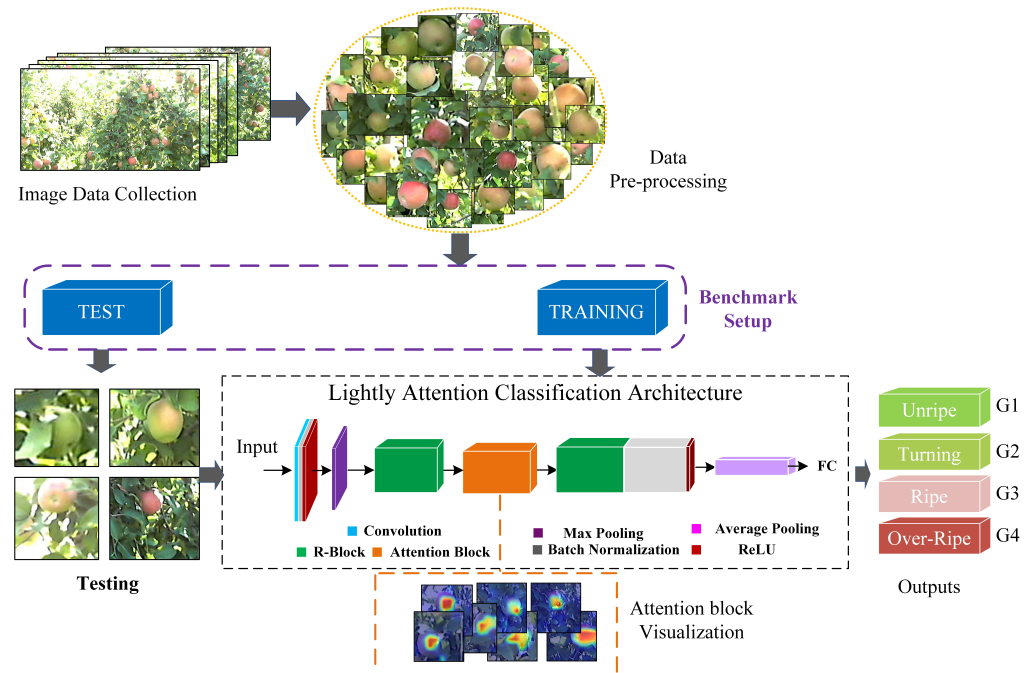 Image Data Collection
Data
Pre-processing
TEST
TRAINING
Benchmark
Setup
Lightly Attention Classification Architecture
Input
FC
Convolution
Max Pooling
Average Pooling
R-Block
Attention Block
Batch Normalization
ReLU
Testing
Unripe
G1
Turning
G2
Ripe
G3
Over-Ripe
G4
Outputs
Attention block
Visualization